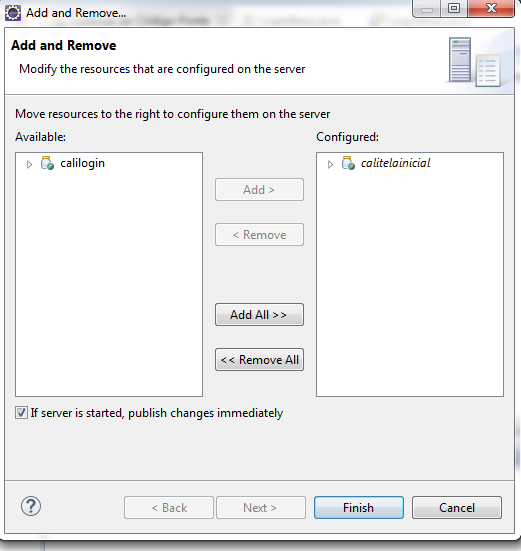 Add and Remove...
Add and Remove
Modify the resources that are configured on the server
Move resources to the right to configure them on the server
Available:
Configured:
calilogin
calitelainicial
Add >
< Remove
Add All >>
<< Remove All
If server is started, publish changes immediately
?
< Back
Next >
Finish
Cancel